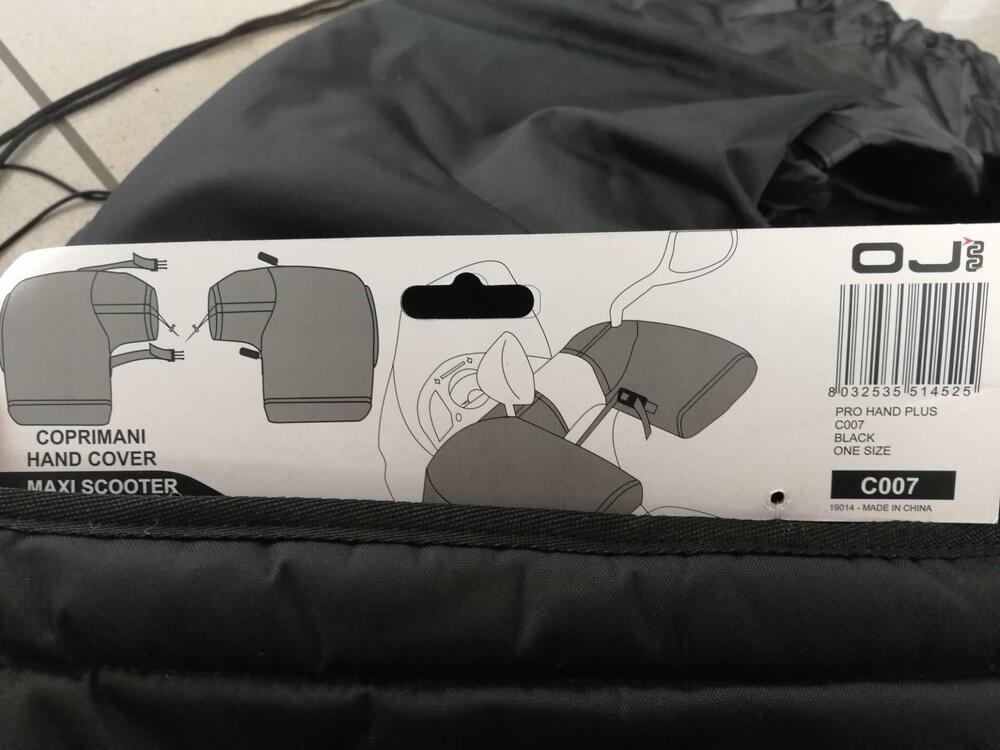 COPRIMANI
HAND COVER
MAXI SCOOTER
OJ
8 032535 514525
PRO HAND PLUS
C007
BLACK
ONE SIZE
C007
19014 - MADE IN CHINA